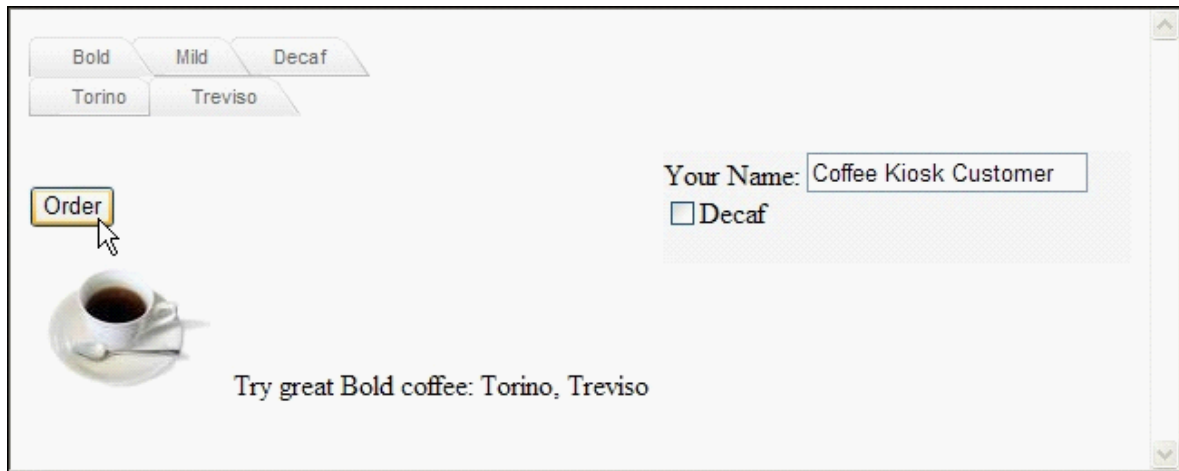 Bold Mild Decaf
Torino Treviso
Your Name: Coffee Kiosk Customer
Order
Decaf
Try great Bold coffee: Torino, Treviso